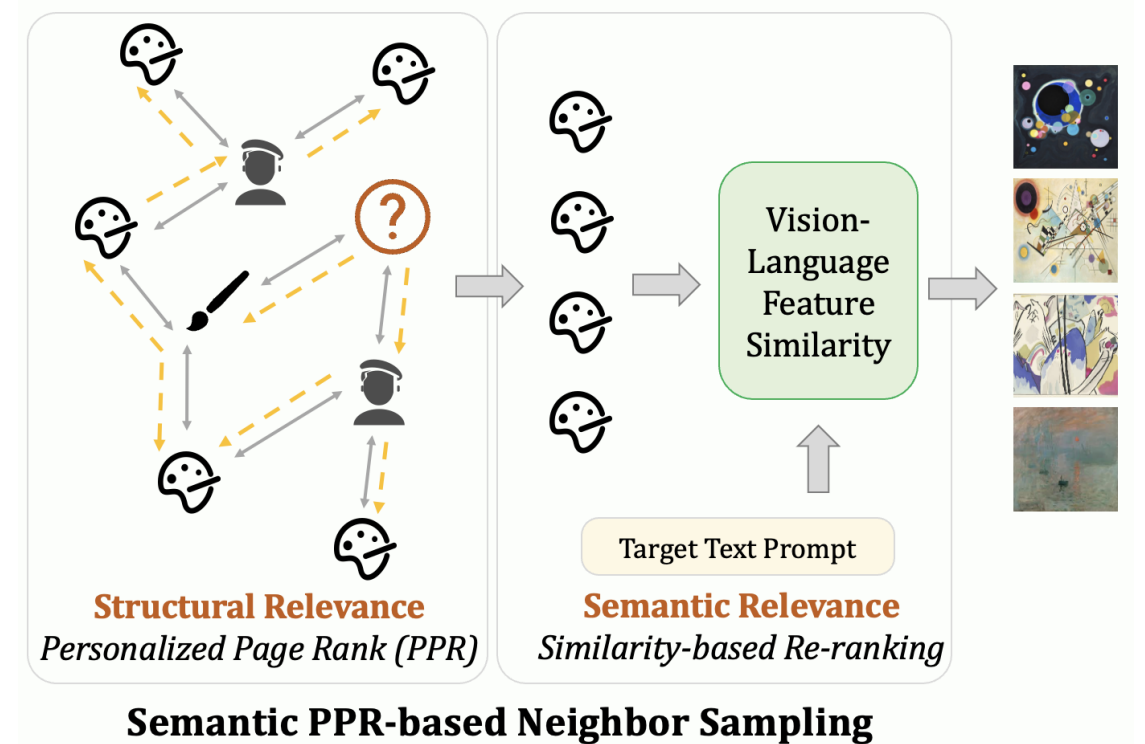 ?
Vision-
Language
Feature
Similarity
Target Text Prompt
Structural Relevance
Personalized Page Rank (PPR)
Semantic Relevance
Similarity-based Re-ranking
Semantic PPR-based Neighbor Sampling